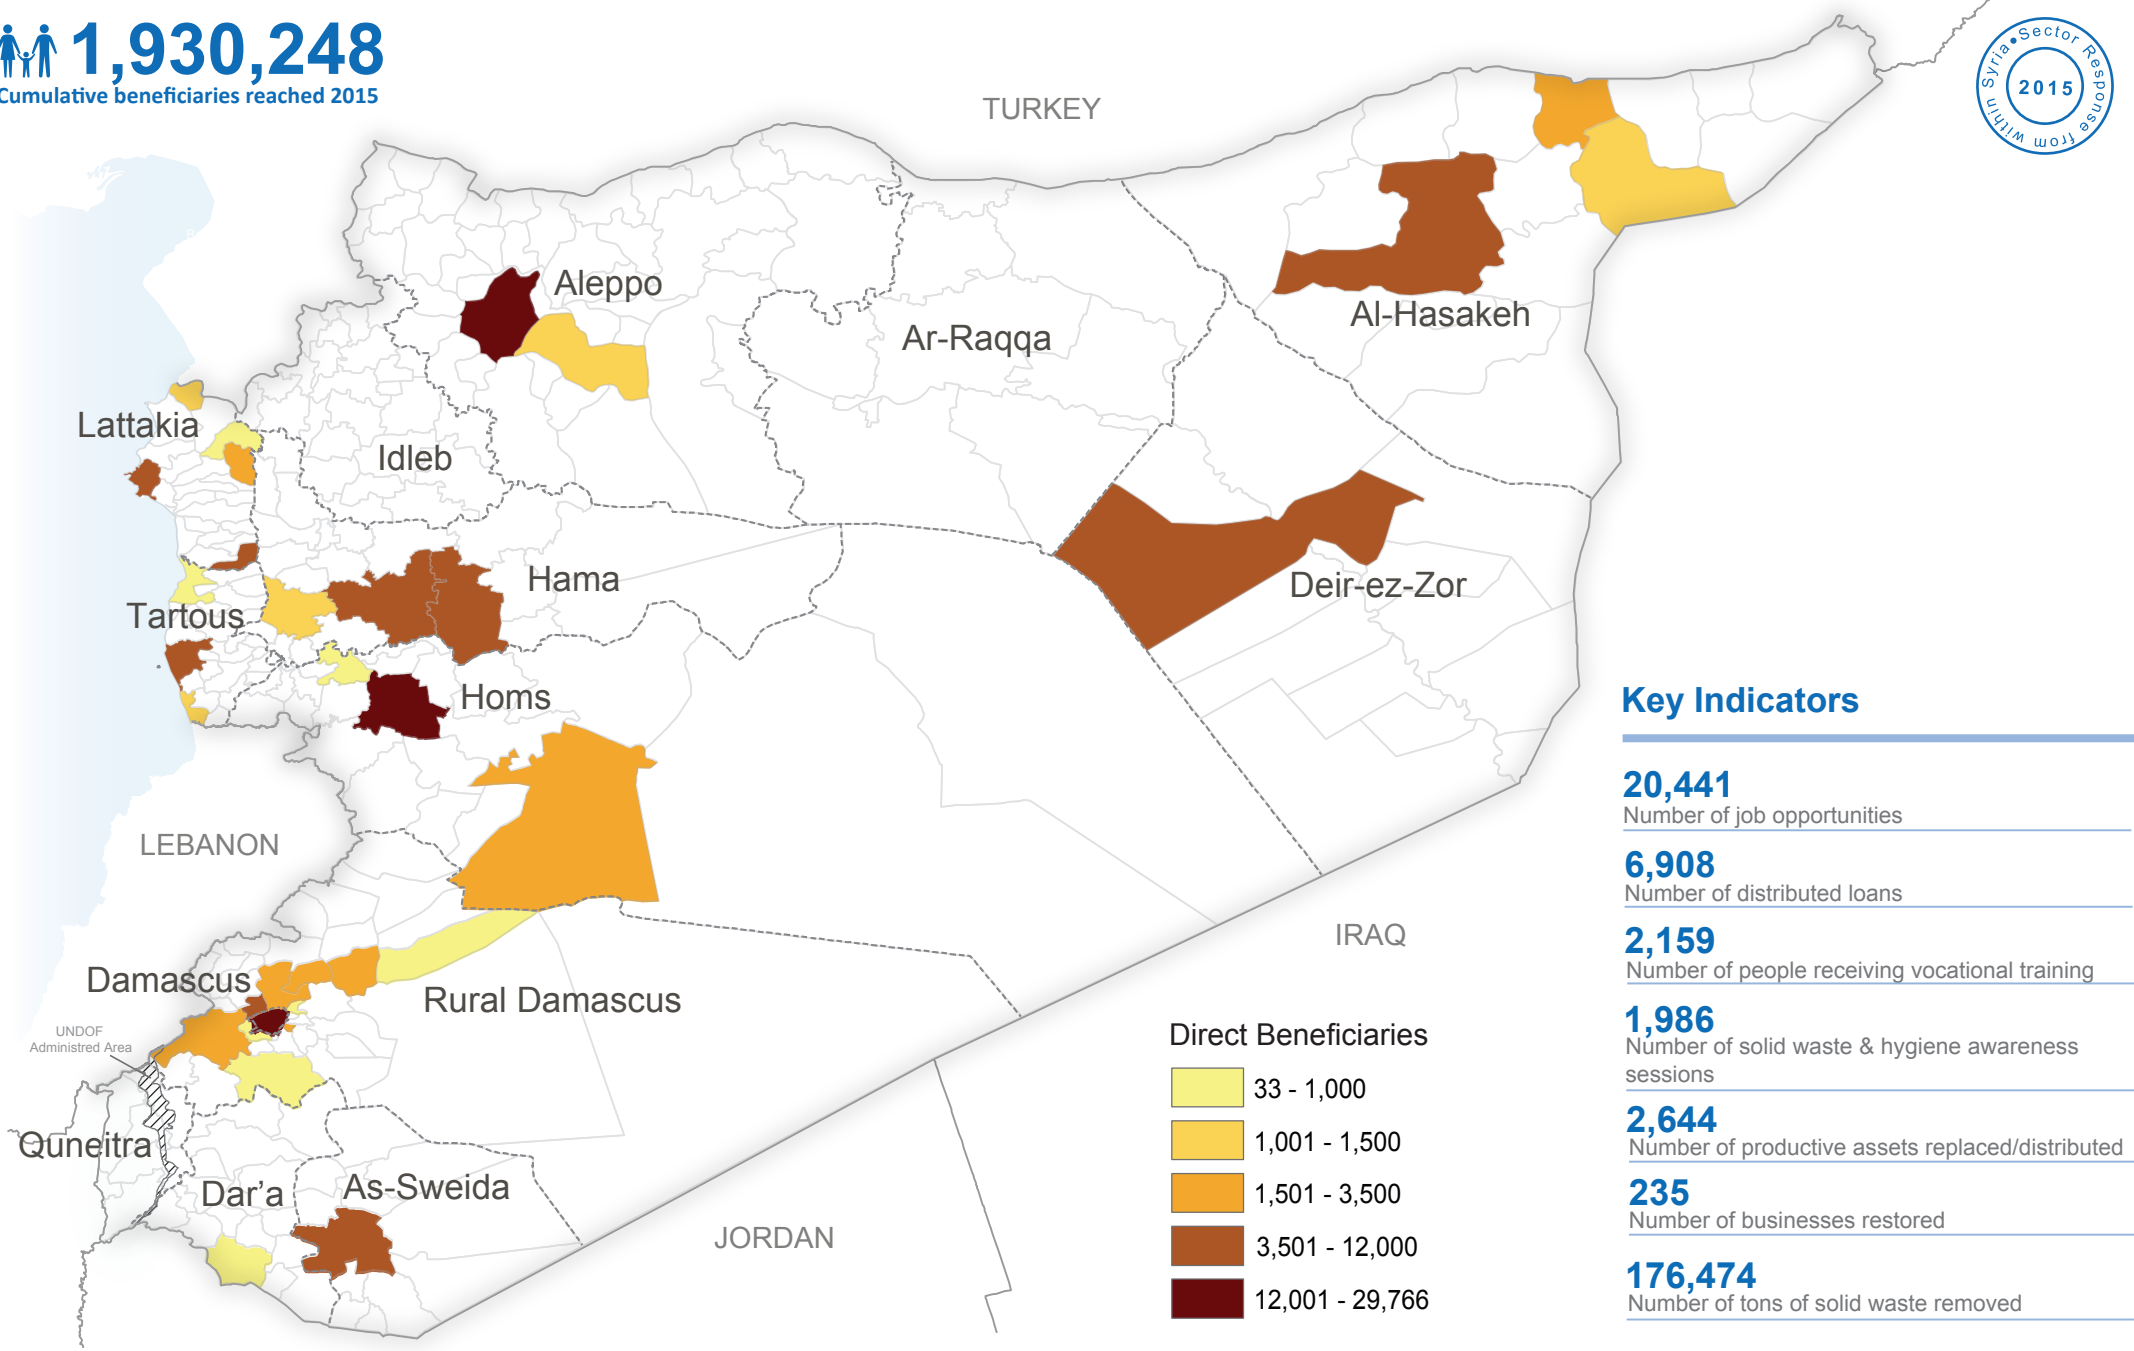 1,930,248
Cumulative beneficiaries reached 2015
Sector Response from within Syria
2015
TURKEY
Aleppo
Ar-Raqqa
Al-Hasakeh
Lattakia
Idleb
Hama
Deir-ez-Zor
Tartous
Homs
LEBANON
IRAQ
Damascus
Rural Damascus
UNDOF
Administred Area
Quneitra
Dar’a
As-Sweida
JORDAN
Direct Beneficiaries
33 - 1,000
1,001 - 1,500
1,501 - 3,500
3,501 - 12,000
12,001 - 29,766
Key Indicators
20,441
Number of job opportunities
6,908
Number of distributed loans
2,159
Number of people receiving vocational training
1,986
Number of solid waste & hygiene awareness
sessions
2,644
Number of productive assets replaced/distributed
235
Number of businesses restored
176,474
Number of tons of solid waste removed